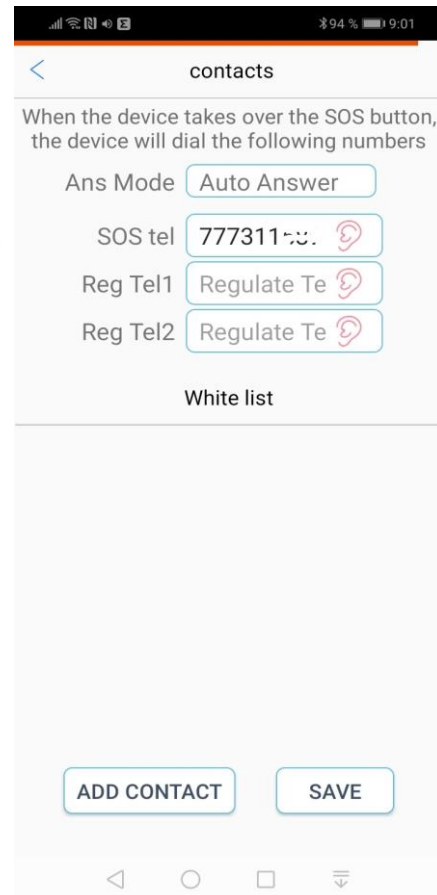 94 % 9:01
contacts
When the device takes over the SOS button,
the device will dial the following numbers
Ans Mode Auto Answer
SOS tel 777311
Reg Tel1 Regulate Te
Reg Tel2 Regulate Te
White list
ADD CONTACT SAVE